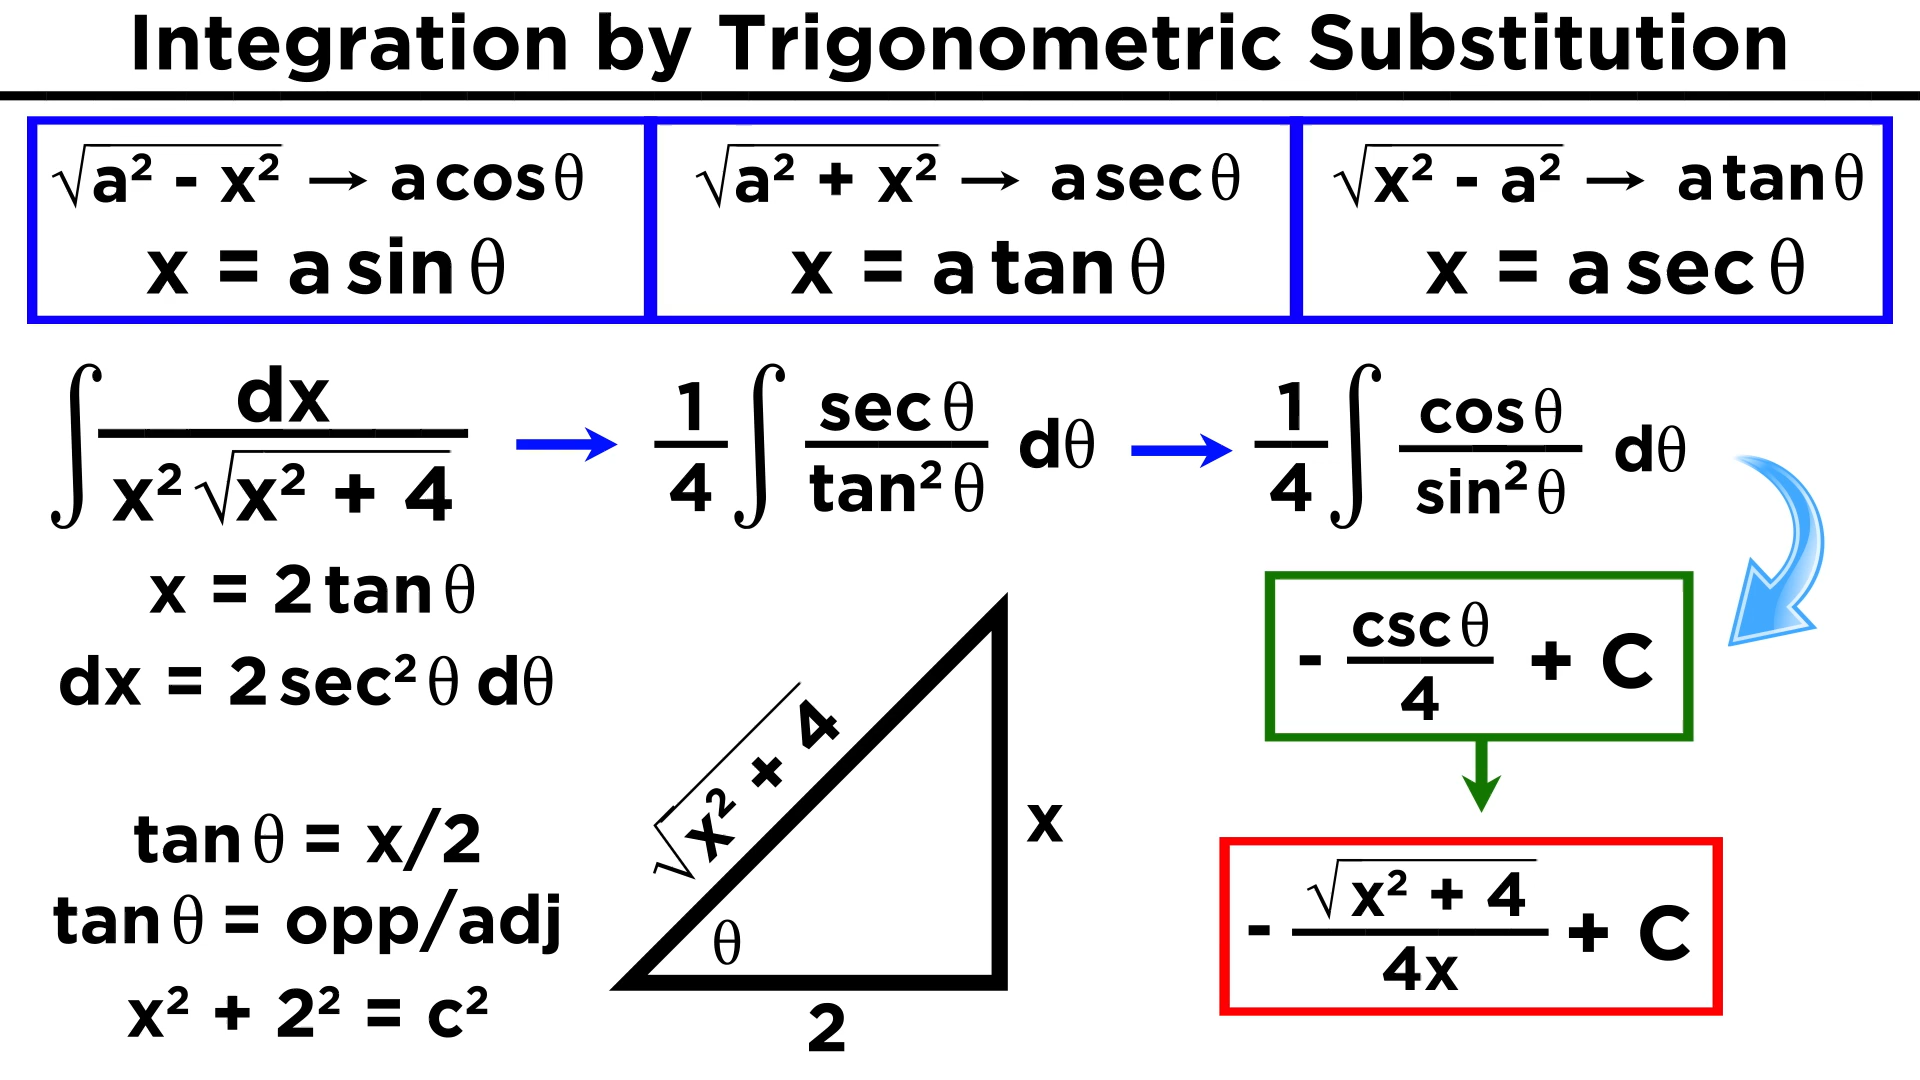 Integration by Trigonometric Substitution
√a² - x² → a cos θ
x = a sin θ
√a² + x² → a sec θ
x = a tan θ
√x² - a² → a tan θ
x = a sec θ
∫ dx / x² √x² + 4 → 1/4 ∫ sec θ / tan² θ dθ → 1/4 ∫ cos θ / sin² θ dθ
x = 2 tan θ
dx = 2 sec² θ dθ
- csc θ / 4 + C
tan θ = x/2
tan θ = opp/adj
x² + 2² = c²
√x² + 4
x
θ
2
- √x² + 4 / 4x + C